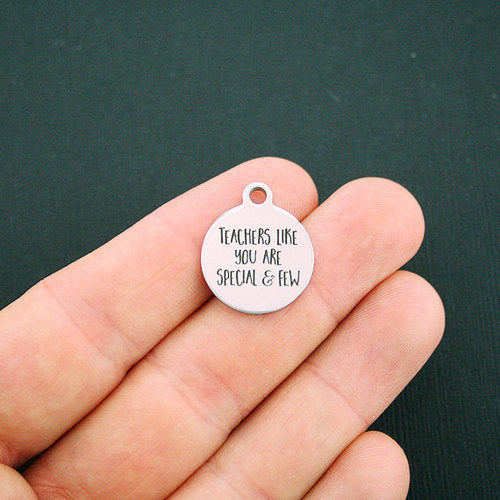 TEACHERS LIKE
YOU ARE
SPECIAL & FEW